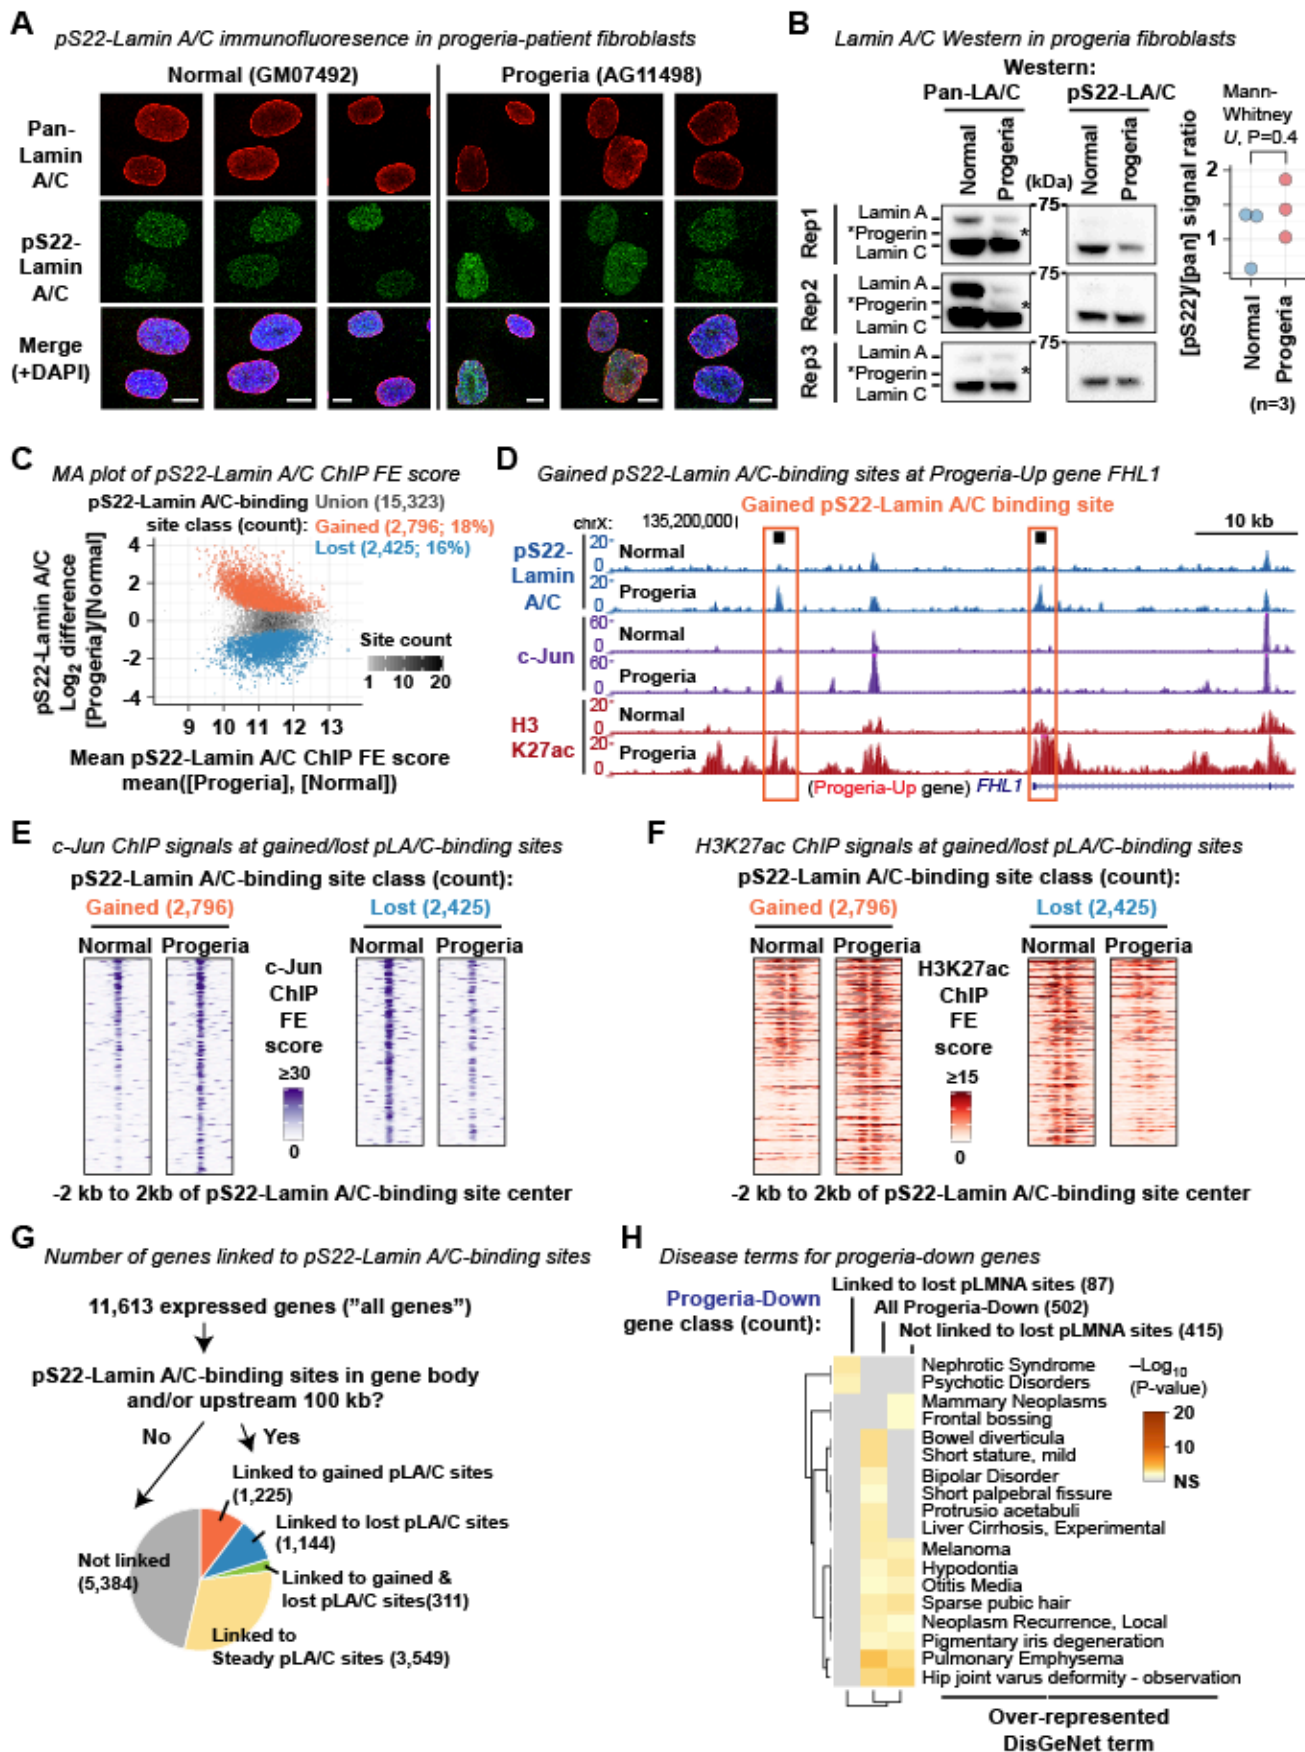 A
pS22-Lamin A/C immunofluoresence in progeria-patient fibroblasts
Normal (GM07492)
Progeria (AG11498)
Pan-
Lamin
A/C
pS22-
Lamin
A/C
Merge
(+DAPI)
B
Lamin A/C Western in progeria fibroblasts
Western:
Pan-LA/C
pS22-LA/C
Normal
Progeria
(kDa)
Normal
Progeria
Rep1
Lamin A
*Progerin
Lamin C
*
75
Rep2
Lamin A
*Progerin
Lamin C
*
75
Rep3
Lamin A
*Progerin
Lamin C
*
75
Mann-
Whitney
U, P=0.4
[pS22]/[pan] signal ratio
2
1
Normal
Progeria
(n=3)
C
MA plot of pS22-Lamin A/C ChIP FE score
pS22-Lamin A/C-binding
site class (count):
Union (15,323)
Gained (2,796; 18%)
Lost (2,425; 16%)
pS22-Lamin A/C
Log2 difference
[Progeria]/[Normal]
4
2
0
-2
-4
Site count
1 10 20
9 10 11 12 13
Mean pS22-Lamin A/C ChIP FE score
mean([Progeria], [Normal])
D
Gained pS22-Lamin A/C-binding sites at Progeria-Up gene FHL1
Gained pS22-Lamin A/C binding site
chrX:
135,200,000
10 kb
pS22-
Lamin
A/C
20
0
Normal
20
0
Progeria
c-Jun
60
0
Normal
60
0
Progeria
H3
K27ac
20
0
Normal
20
0
Progeria
(Progeria-Up gene) FHL1
E
c-Jun ChIP signals at gained/lost pLA/C-binding sites
pS22-Lamin A/C-binding site class (count):
Gained (2,796)
Lost (2,425)
Normal Progeria
Normal Progeria
c-Jun
ChIP
FE
score
≥30
0
-2 kb to 2kb of pS22-Lamin A/C-binding site center
F
H3K27ac ChIP signals at gained/lost pLA/C-binding sites
pS22-Lamin A/C-binding site class (count):
Gained (2,796)
Lost (2,425)
Normal Progeria
Normal Progeria
H3K27ac
ChIP
FE
score
≥15
0
-2 kb to 2kb of pS22-Lamin A/C-binding site center
G
Number of genes linked to pS22-Lamin A/C-binding sites
11,613 expressed genes ("all genes")
pS22-Lamin A/C-binding sites in gene body
and/or upstream 100 kb?
No
Yes
Linked to gained pLA/C sites
(1,225)
Linked to lost pLA/C sites
(1,144)
Linked to gained &
lost pLA/C sites(311)
Not linked
(5,384)
Linked to
Steady pLA/C sites (3,549)
H
Disease terms for progeria-down genes
Progeria-Down
gene class (count):
Linked to lost pLMNA sites (87)
All Progeria-Down (502)
Not linked to lost pLMNA sites (415)
Nephrotic Syndrome
Psychotic Disorders
Mammary Neoplasms
Frontal bossing
Bowel diverticula
Short stature, mild
Bipolar Disorder
Short palpebral fissure
Protrusio acetabuli
Liver Cirrhosis, Experimental
Melanoma
Hypodontia
Otitis Media
Sparse pubic hair
Neoplasm Recurrence, Local
Pigmentary iris degeneration
Pulmonary Emphysema
Hip joint varus deformity - observation
–Log10
(P-value)
20
10
NS
Over-represented
DisGeNet term